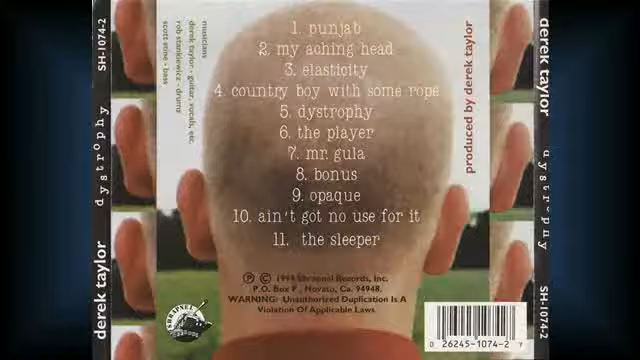 SH-1074-2
dystrophy
derek taylor
musicians
derek taylor - guitar, vocals, etc.
rob stankiewicz - drums
scott stine - bass
1. punjab
2. my aching head
3. elasticity
4. country boy with some rope
5. dystrophy
6. the player
7. mr. gula
8. bonus
9. opaque
10. ain't got no use for it
11. the sleeper
produced by derek taylor
derek taylor
dystrophy
SH-1074-2
℗ © 1994 Shrapnel Records, Inc.
P.O. Box P, Novato, Ca. 94948.
WARNING: Unauthorized Duplication Is A
Violation Of Applicable Laws.
SHRAPNEL
0 26245-1074-2 7